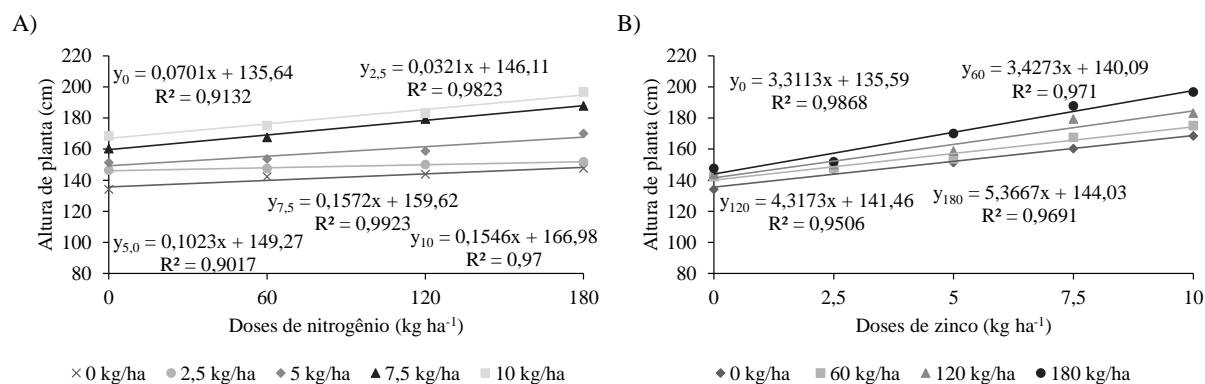 A)
Altura de planta (cm)
220
200
180
160
140
120
100
80
y0 = 0,0701x + 135,64
R² = 0,9132
y2,5 = 0,0321x + 146,11
R² = 0,9823
y7,5 = 0,1572x + 159,62
R² = 0,9923
y5,0 = 0,1023x + 149,27
R² = 0,9017
y10 = 0,1546x + 166,98
R² = 0,97
0 60 120 180
Doses de nitrogênio (kg ha-1)
0 kg/ha 2,5 kg/ha 5 kg/ha 7,5 kg/ha 10 kg/ha
B)
Altura de planta (cm)
220
200
180
160
140
120
100
80
y0 = 3,3113x + 135,59
R² = 0,9868
y60 = 3,4273x + 140,09
R² = 0,971
y120 = 4,3173x + 141,46
R² = 0,9506
y180 = 5,3667x + 144,03
R² = 0,9691
0 2,5 5 7,5 10
Doses de zinco (kg ha-1)
0 kg/ha 60 kg/ha 120 kg/ha 180 kg/ha